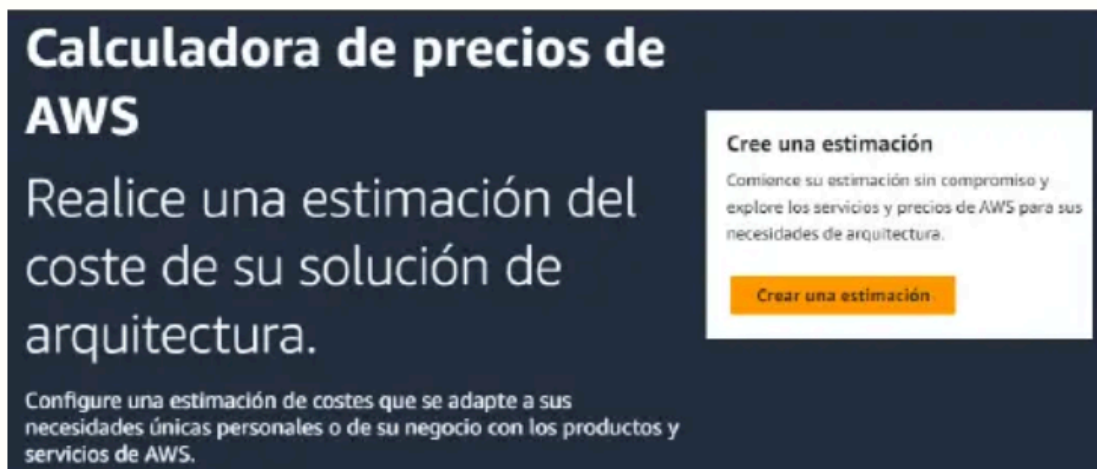 Calculadora de precios de
AWS
Realice una estimación del
coste de su solución de
arquitectura.
Configure una estimación de costes que se adapte a sus
necesidades únicas personales o de su negocio con los productos y
servicios de AWS.
Cree una estimación
Comience su estimación sin compromiso y
explore los servicios y precios de AWS para sus
necesidades de arquitectura.
Crear una estimación